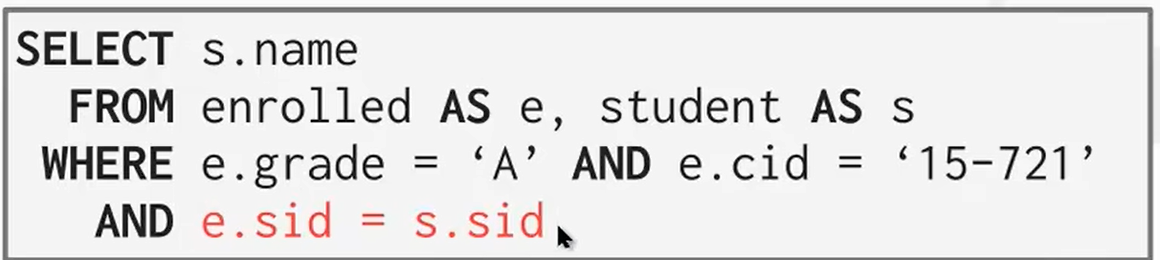 SELECT s.name
FROM enrolled AS e, student AS s
WHERE e.grade = ‘A’ AND e.cid = ‘15-721’
AND e.sid = s.sid